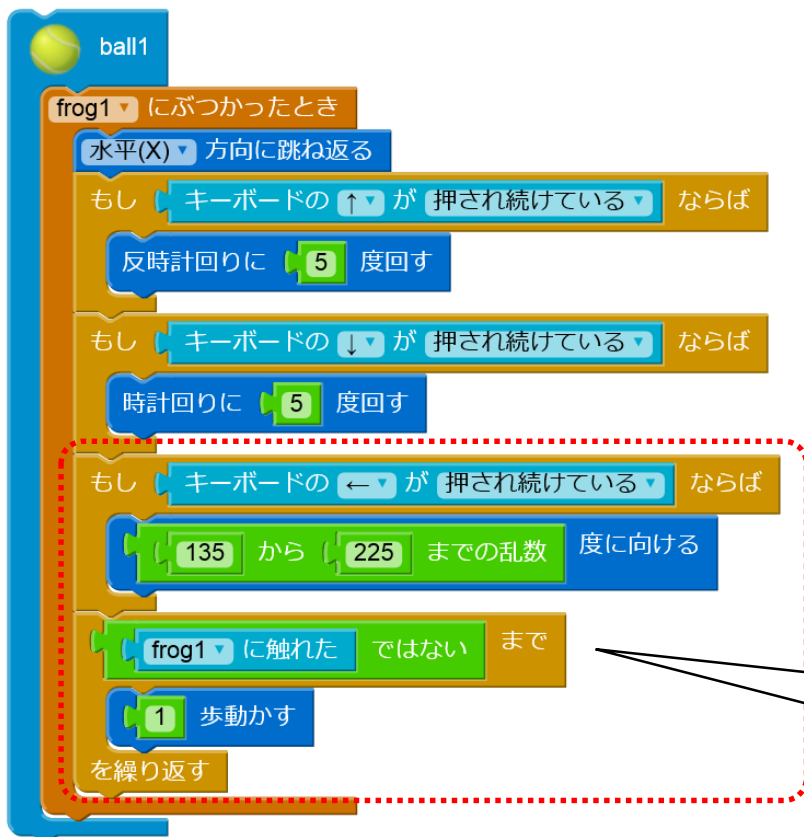 ball1
frog1 にぶつかったとき
水平(X) 方向に跳ね返る
もし キーボードの ↑ が 押され続けている ならば
反時計回りに 5 度回す
もし キーボードの ↓ が 押され続けている ならば
時計回りに 5 度回す
もし キーボードの ← が 押され続けている ならば
135 から 225 までの乱数 度に向ける
frog1 に触れた ではない まで
1 歩動かす
を繰り返す